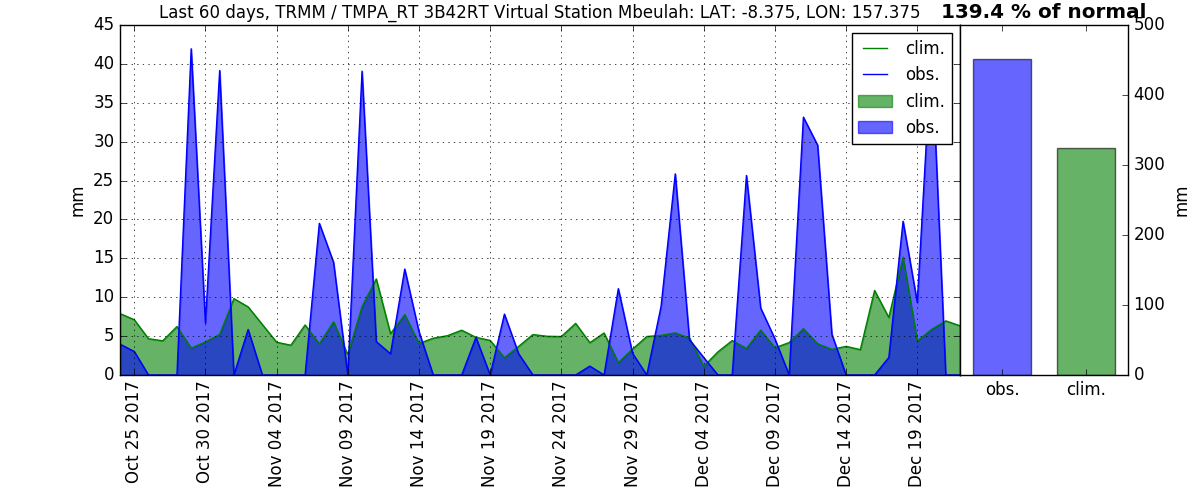 Last 60 days, TRMM / TMPA_RT 3B42RT Virtual Station Mbeulah: LAT: -8.375, LON: 157.375
139.4 % of normal
mm
45
40
35
30
25
20
15
10
5
0
clim.
obs.
clim.
obs.
Oct 25 2017
Oct 30 2017
Nov 04 2017
Nov 09 2017
Nov 14 2017
Nov 19 2017
Nov 24 2017
Nov 29 2017
Dec 04 2017
Dec 09 2017
Dec 14 2017
Dec 19 2017
500
400
300
200
100
0
mm
obs.
clim.